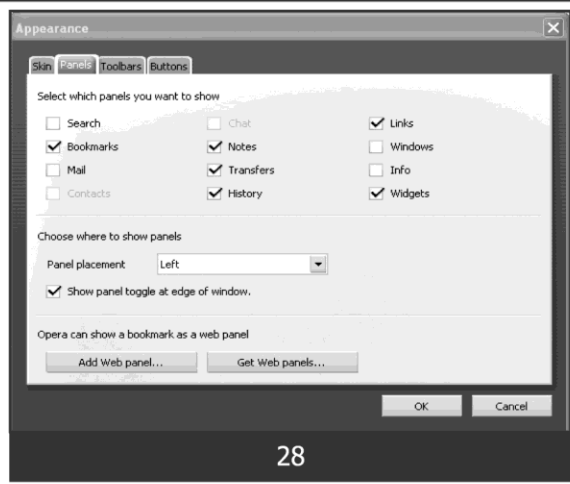 Appearance
Skin Panels Toolbars Buttons
Select which panels you want to show
Search Chat Links
Bookmarks Notes Windows
Mail Transfers Info
Contacts History Widgets
Choose where to show panels
Panel placement Left
Show panel toggle at edge of window.
Opera can show a bookmark as a web panel
Add Web panel... Get Web panels...
OK Cancel
28